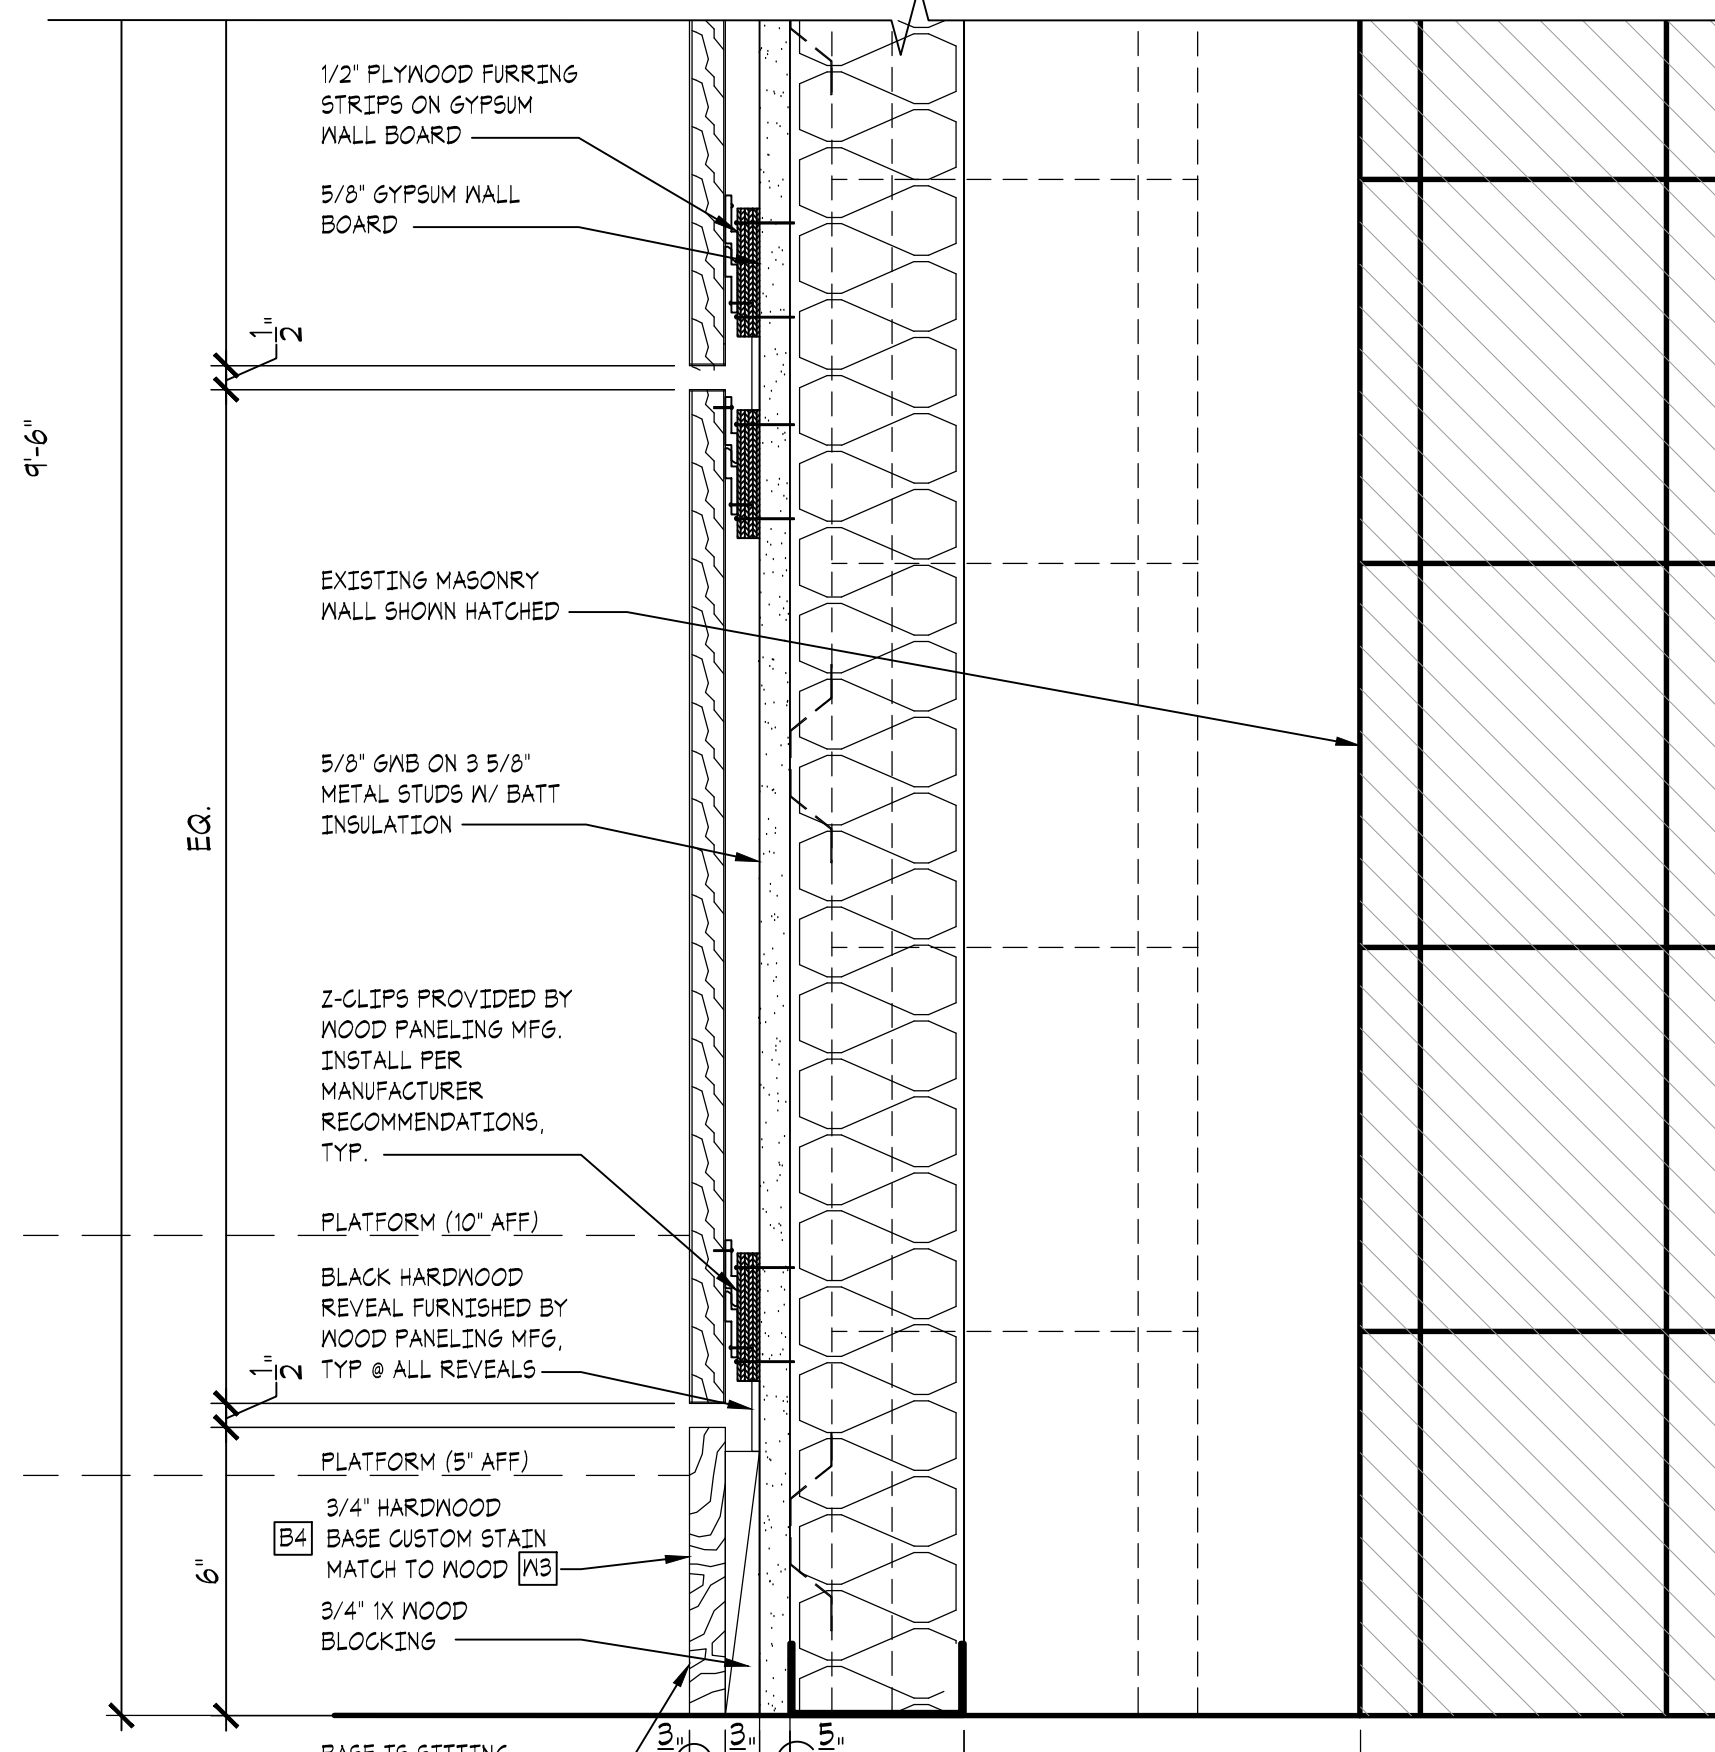 1/2" PLYWOOD FURRING
STRIPS ON GYPSUM
WALL BOARD
5/8" GYPSUM WALL
BOARD
1/2"
9'-6"
EXISTING MASONRY
WALL SHOWN HATCHED
5/8" GWB ON 3 5/8"
METAL STUDS W/ BATT
INSULATION
EQ.
Z-CLIPS PROVIDED BY
WOOD PANELING MFG.
INSTALL PER
MANUFACTURER
RECOMMENDATIONS,
TYP.
PLATFORM (10" AFF)
BLACK HARDWOOD
REVEAL FURNISHED BY
WOOD PANELING MFG,
TYP @ ALL REVEALS
1/2"
PLATFORM (5" AFF)
3/4" HARDWOOD
B4 BASE CUSTOM STAIN
MATCH TO WOOD W3
6"
3/4" 1X WOOD
BLOCKING
3" 3" 5"
BASE IS SITTING